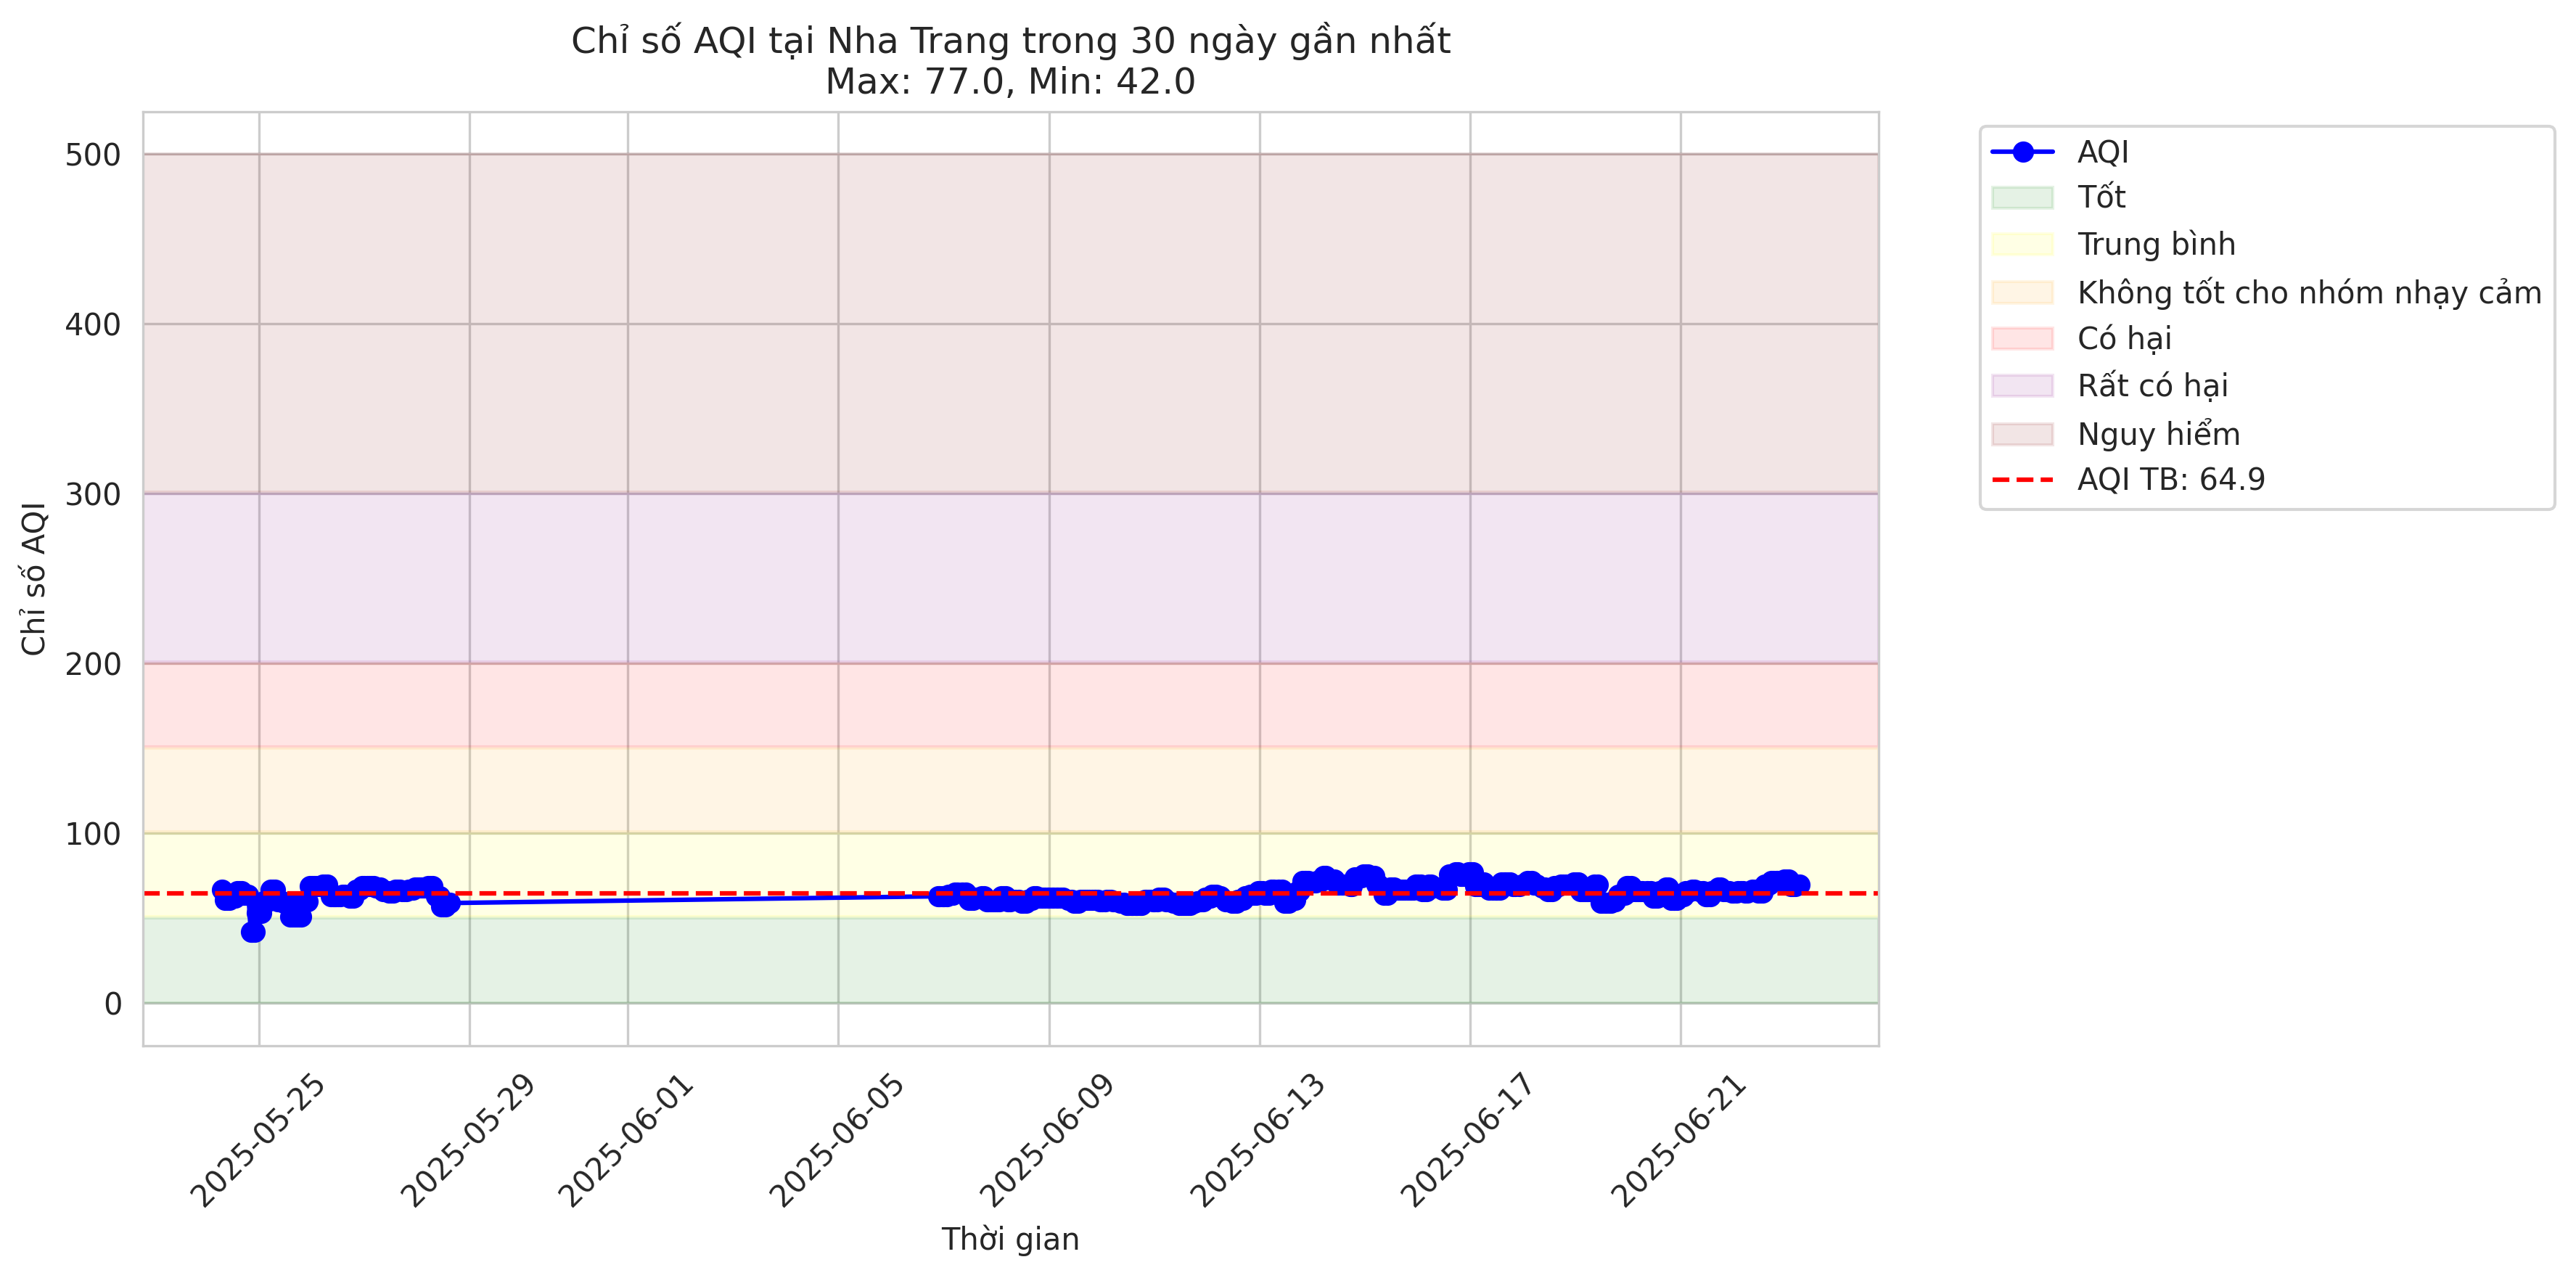 Chỉ số AQI tại Nha Trang trong 30 ngày gần nhất
Max: 77.0, Min: 42.0
Chỉ số AQI
500
400
300
200
100
0
2025-05-25
2025-05-29
2025-06-01
2025-06-05
2025-06-09
2025-06-13
2025-06-17
2025-06-21
Thời gian
AQI
Tốt
Trung bình
Không tốt cho nhóm nhạy cảm
Có hại
Rất có hại
Nguy hiểm
AQI TB: 64.9